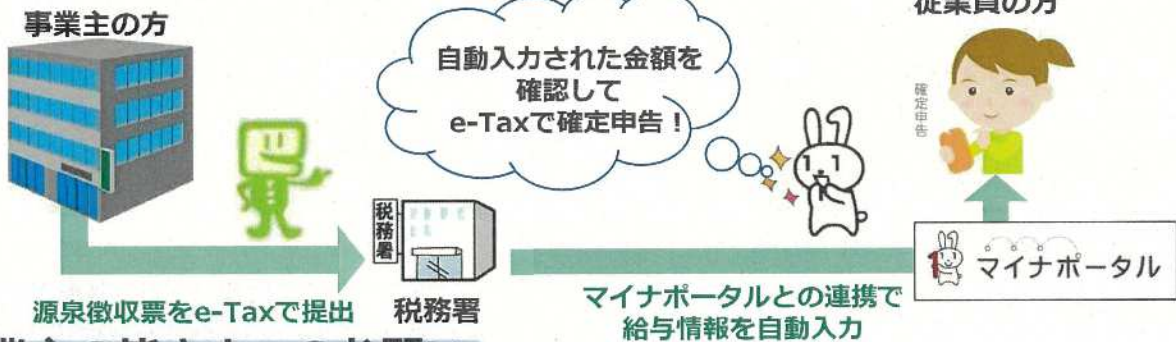 事業主の方
従業員の方
自動入力された金額を
確認して
e-Taxで確定申告！
確定申告
税務署
マイナポータル
源泉徴収票をe-Taxで提出
税務署
マイナポータルとの連携で
給与情報を自動入力